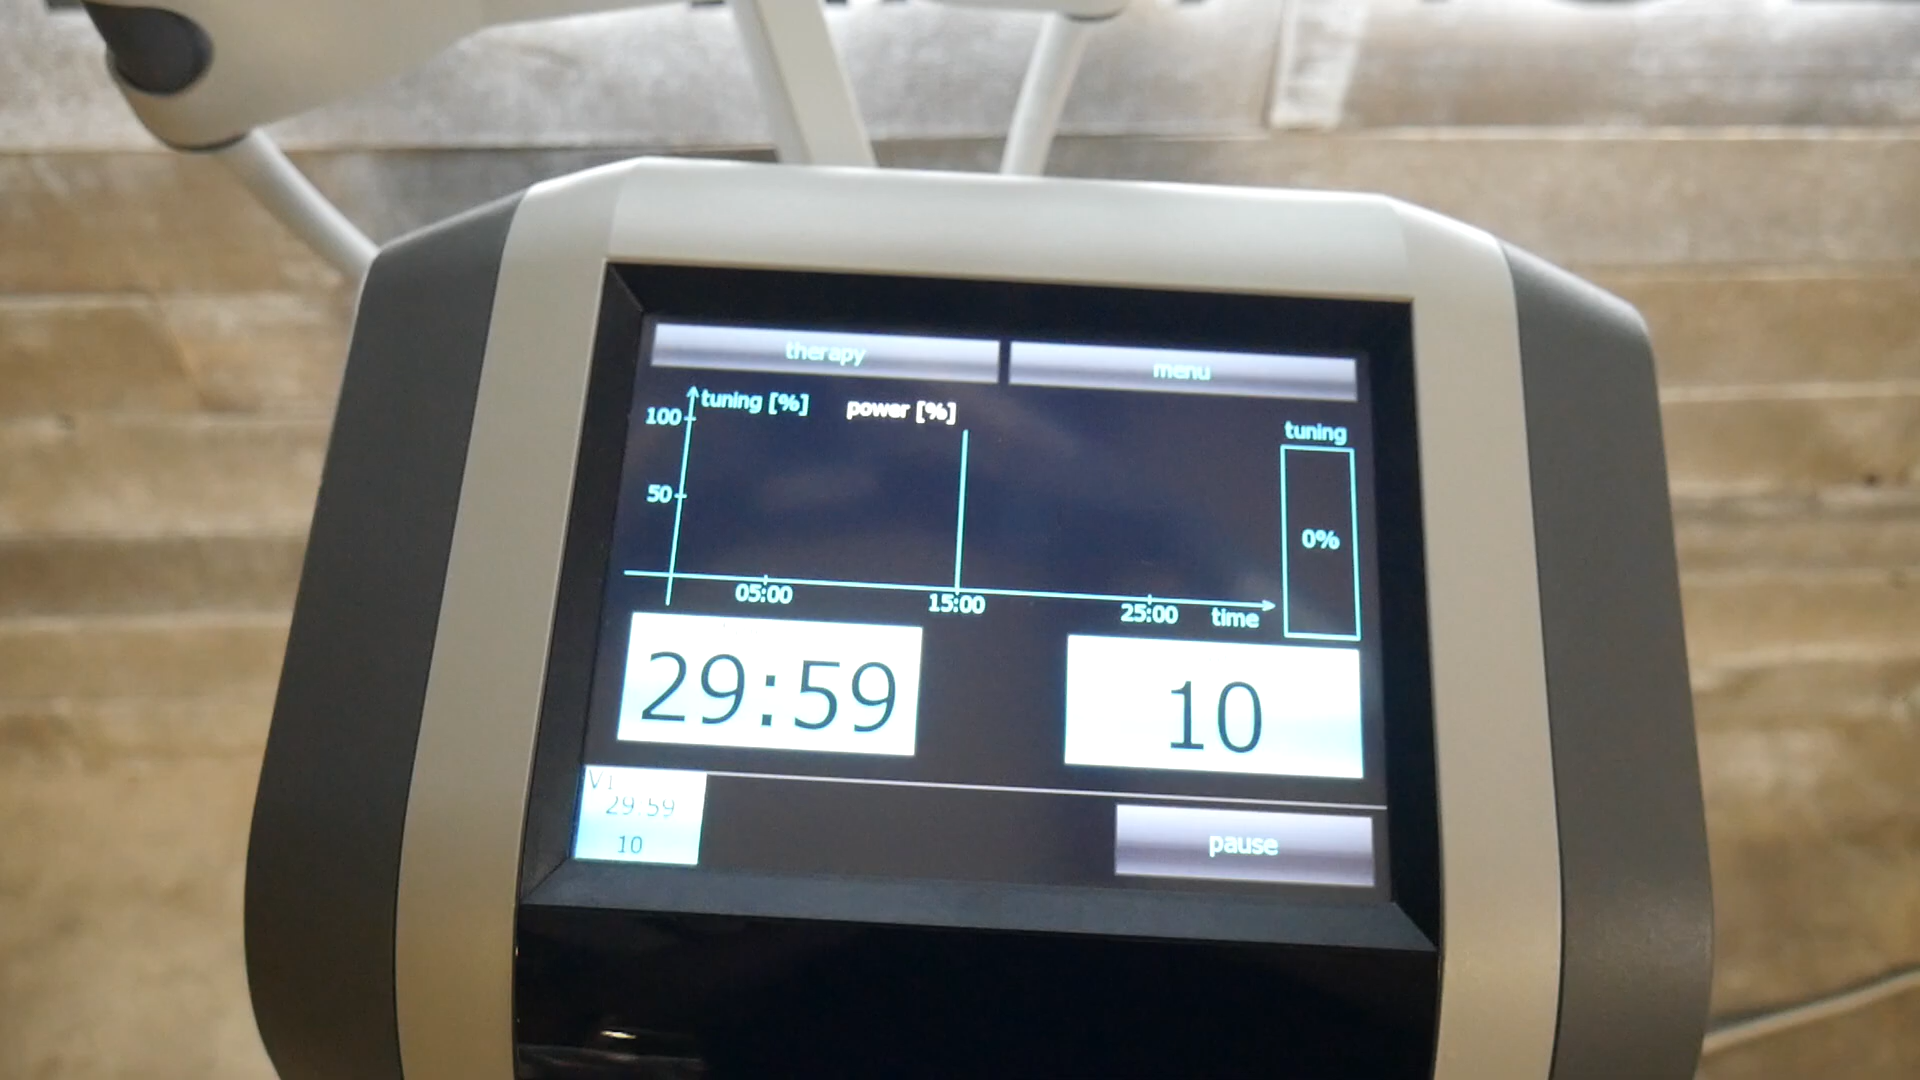 therapy menu
tuning [%] power [%]
100
tuning
50
0%
05:00 15:00 25:00 time
29:59 10
V1
29:59
10
pause